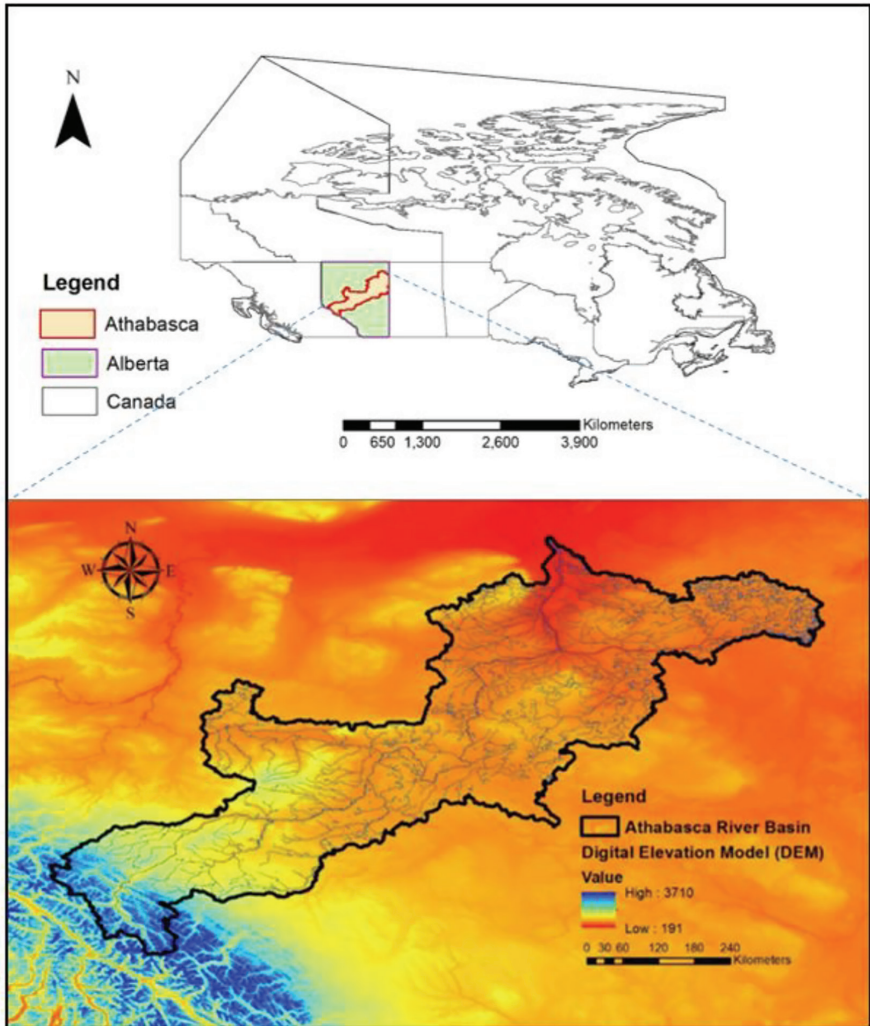 N
Legend
Athabasca
Alberta
Canada
Kilometers
0 650 1,300 2,600 3,900
N
W E
S
Legend
Athabasca River Basin
Digital Elevation Model (DEM)
Value
High : 3710
Low : 191
0 30 60 120 180 240
Kilometers